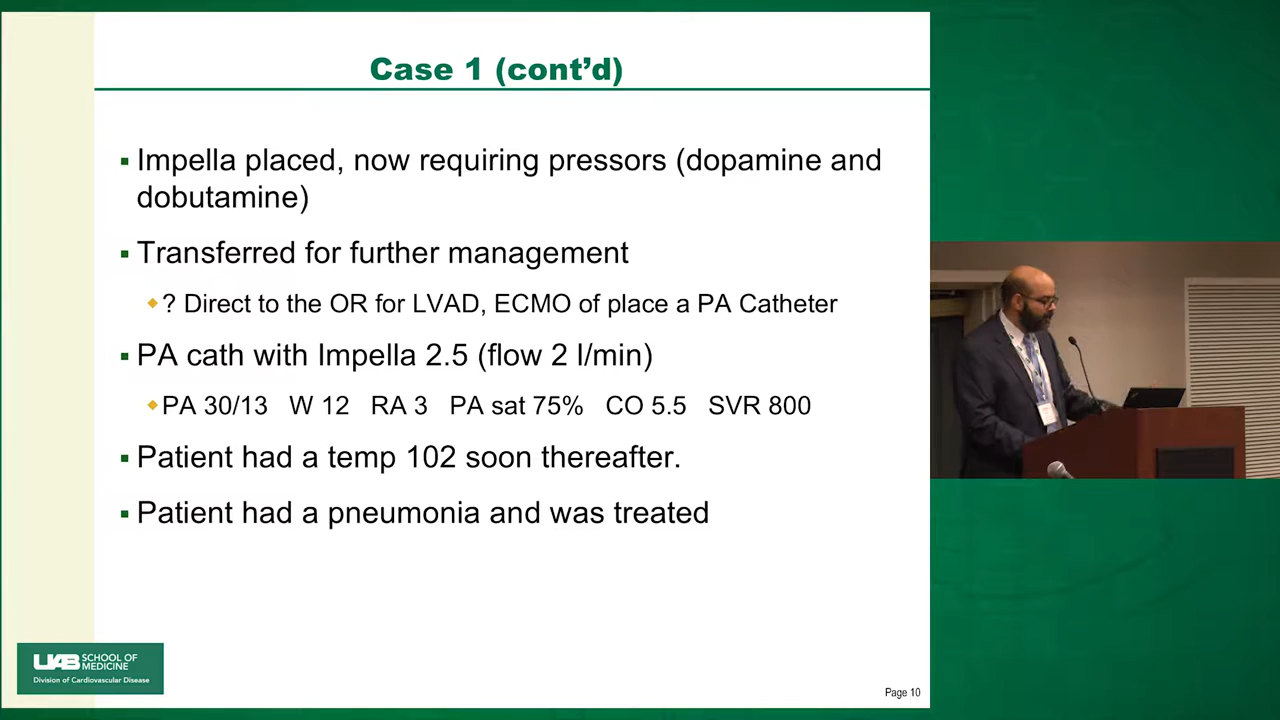 Case 1 (cont’d)
▪ Impella placed, now requiring pressors (dopamine and
dobutamine)
▪ Transferred for further management
◆? Direct to the OR for LVAD, ECMO of place a PA Catheter
▪ PA cath with Impella 2.5 (flow 2 l/min)
◆PA 30/13 W 12 RA 3 PA sat 75% CO 5.5 SVR 800
▪ Patient had a temp 102 soon thereafter.
▪ Patient had a pneumonia and was treated
UAB SCHOOL OF
MEDICINE
Division of Cardiovascular Disease
Page 10